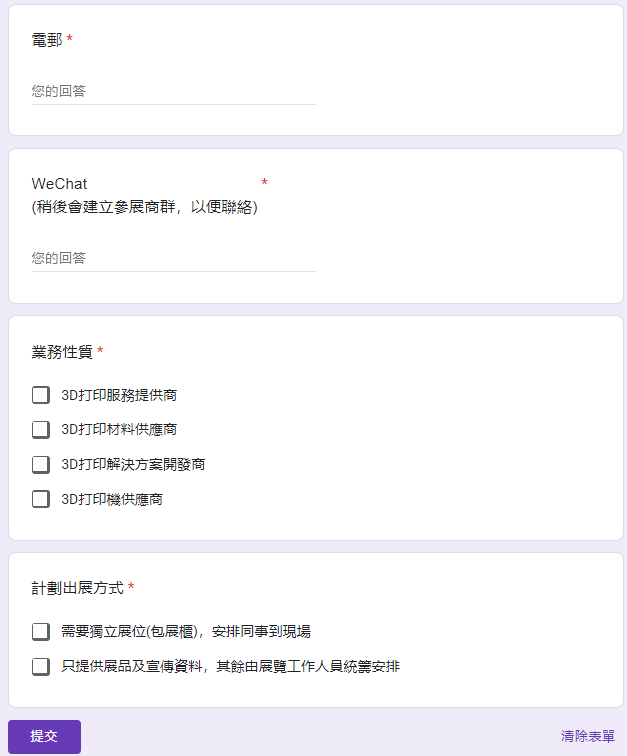 電郵 *
您的回答
WeChat *
(稍後會建立參展商群，以便聯絡)
您的回答
業務性質 *
3D打印服務提供商
3D打印材料供應商
3D打印解決方案開發商
3D打印機供應商
計劃出展方式 *
需要獨立展位(包展櫃)，安排同事到現場
只提供展品及宣傳資料，其餘由展覽工作人員統籌安排
提交
清除表單